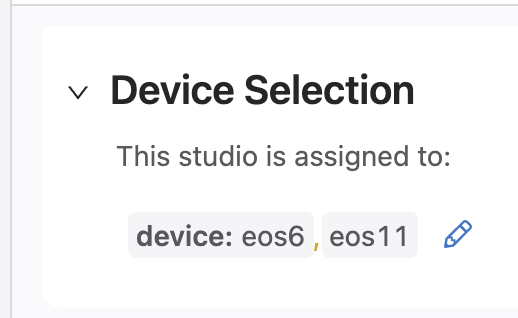 Device Selection
This studio is assigned to:
device: eos6 , eos11